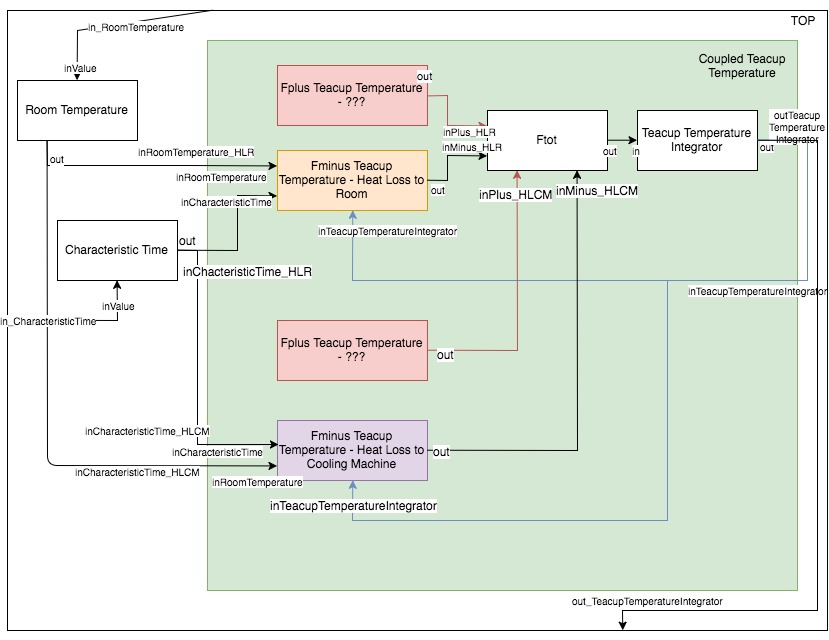 TOP
in_RoomTemperature
inValue
Room Temperature
out
Coupled Teacup
Temperature
Fplus Teacup Temperature
- ???
out
inPlus_HLR
inMinus_HLR
Ftot
out
in
Teacup Temperature
Integrator
outTeacup
Temperature
Integrator
out
inRoomTemperature_HLR
inRoomTemperature
inCharacteristicTime
Fminus Teacup
Temperature - Heat Loss to
Room
out
inPlus_HLCM
inMinus_HLCM
Characteristic Time
out
inTeacupTemperatureIntegrator
inChacteristicTime_HLR
inTeacupTemperatureIntegrator
inValue
in_CharacteristicTime
Fplus Teacup Temperature
- ???
out
inCharacteristicTime_HLCM
inCharacteristicTime
inCharacteristicTime_HLCM
inRoomTemperature
Fminus Teacup
Temperature - Heat Loss to
Cooling Machine
out
inTeacupTemperatureIntegrator
out_TeacupTemperatureIntegrator